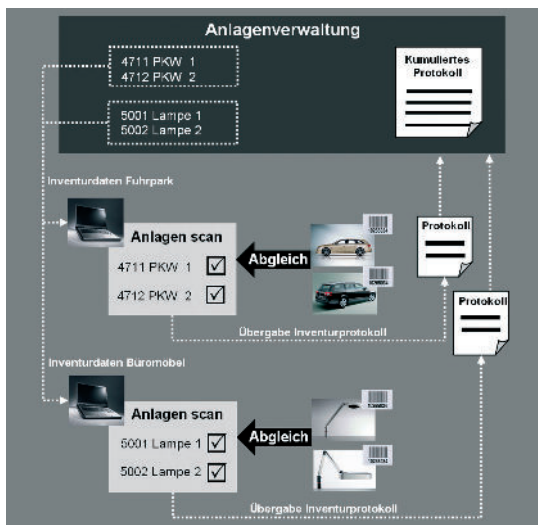 Anlagenverwaltung
4711 PKW 1
4712 PKW 2
5001 Lampe 1
5002 Lampe 2
Kumuliertes
Protokoll
Inventurdaten Fuhrpark
Anlagen scan
4711 PKW 1
4712 PKW 2
Abgleich
Protokoll
Protokoll
Übergabe Inventurprotokoll
Inventurdaten Büromöbel
Anlagen scan
5001 Lampe 1
5002 Lampe 2
Abgleich
Übergabe Inventurprotokoll